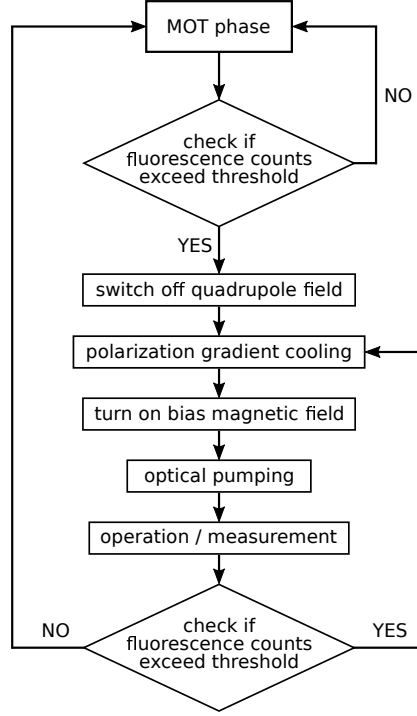 MOT phase
NO
check if
fluorescence counts
exceed threshold
YES
switch off quadrupole field
polarization gradient cooling
turn on bias magnetic field
optical pumping
operation / measurement
NO
check if
fluorescence counts
exceed threshold
YES